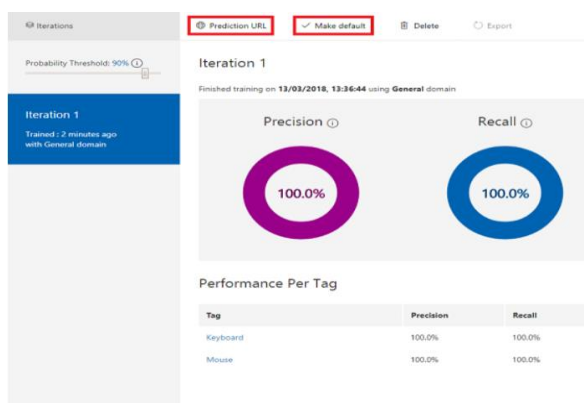 Iterations
Prediction URL
Make default
Delete
Export
Probability Threshold: 90%
Iteration 1
Trained : 2 minutes ago
with General domain
Iteration 1
Finished training on 13/03/2018, 13:36:44 using General domain
Precision
Recall
100.0%
100.0%
Performance Per Tag
Tag Precision Recall
Keyboard 100.0% 100.0%
Mouse 100.0% 100.0%